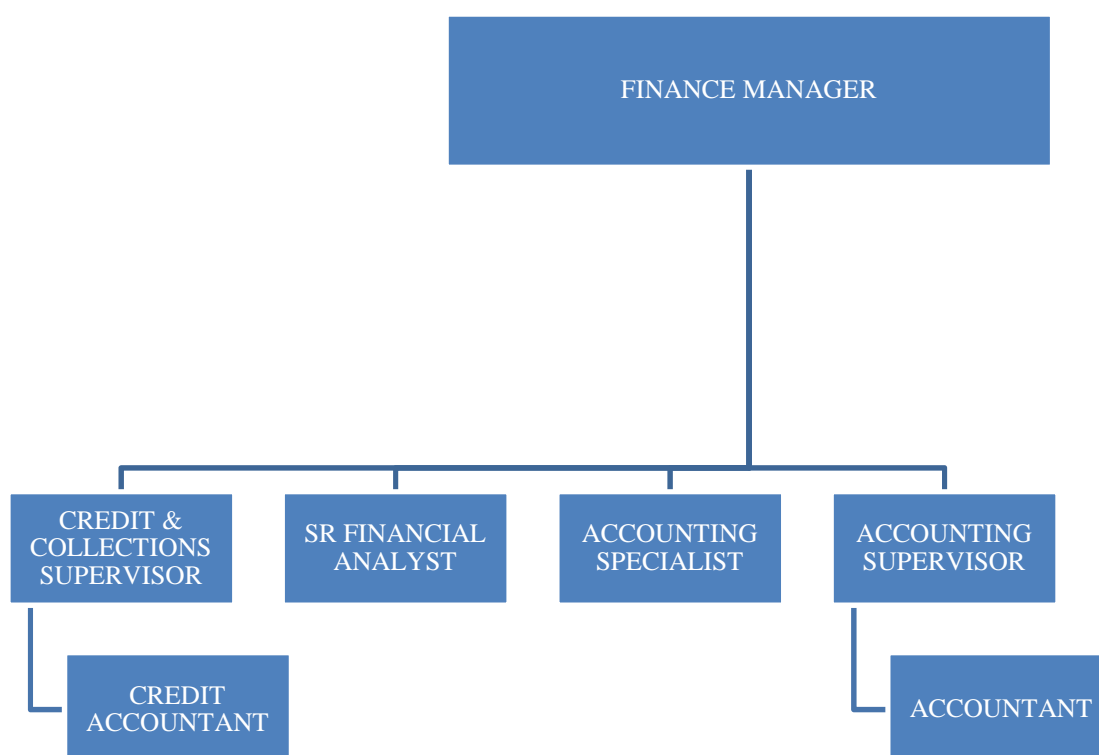 FINANCE MANAGER
CREDIT &
COLLECTIONS
SUPERVISOR
SR FINANCIAL
ANALYST
ACCOUNTING
SPECIALIST
ACCOUNTING
SUPERVISOR
CREDIT
ACCOUNTANT
ACCOUNTANT